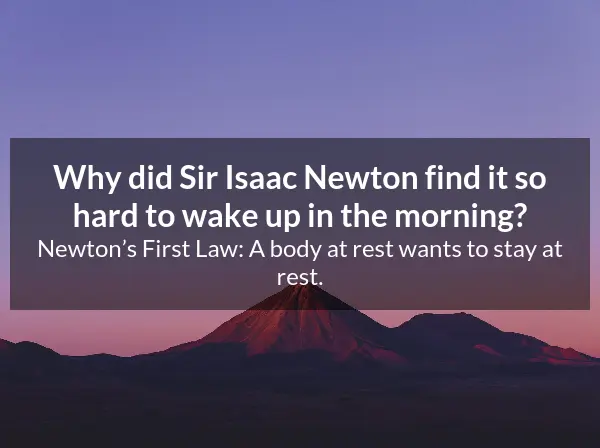 Why did Sir Isaac Newton find it so
hard to wake up in the morning?
Newton’s First Law: A body at rest wants to stay at
rest.